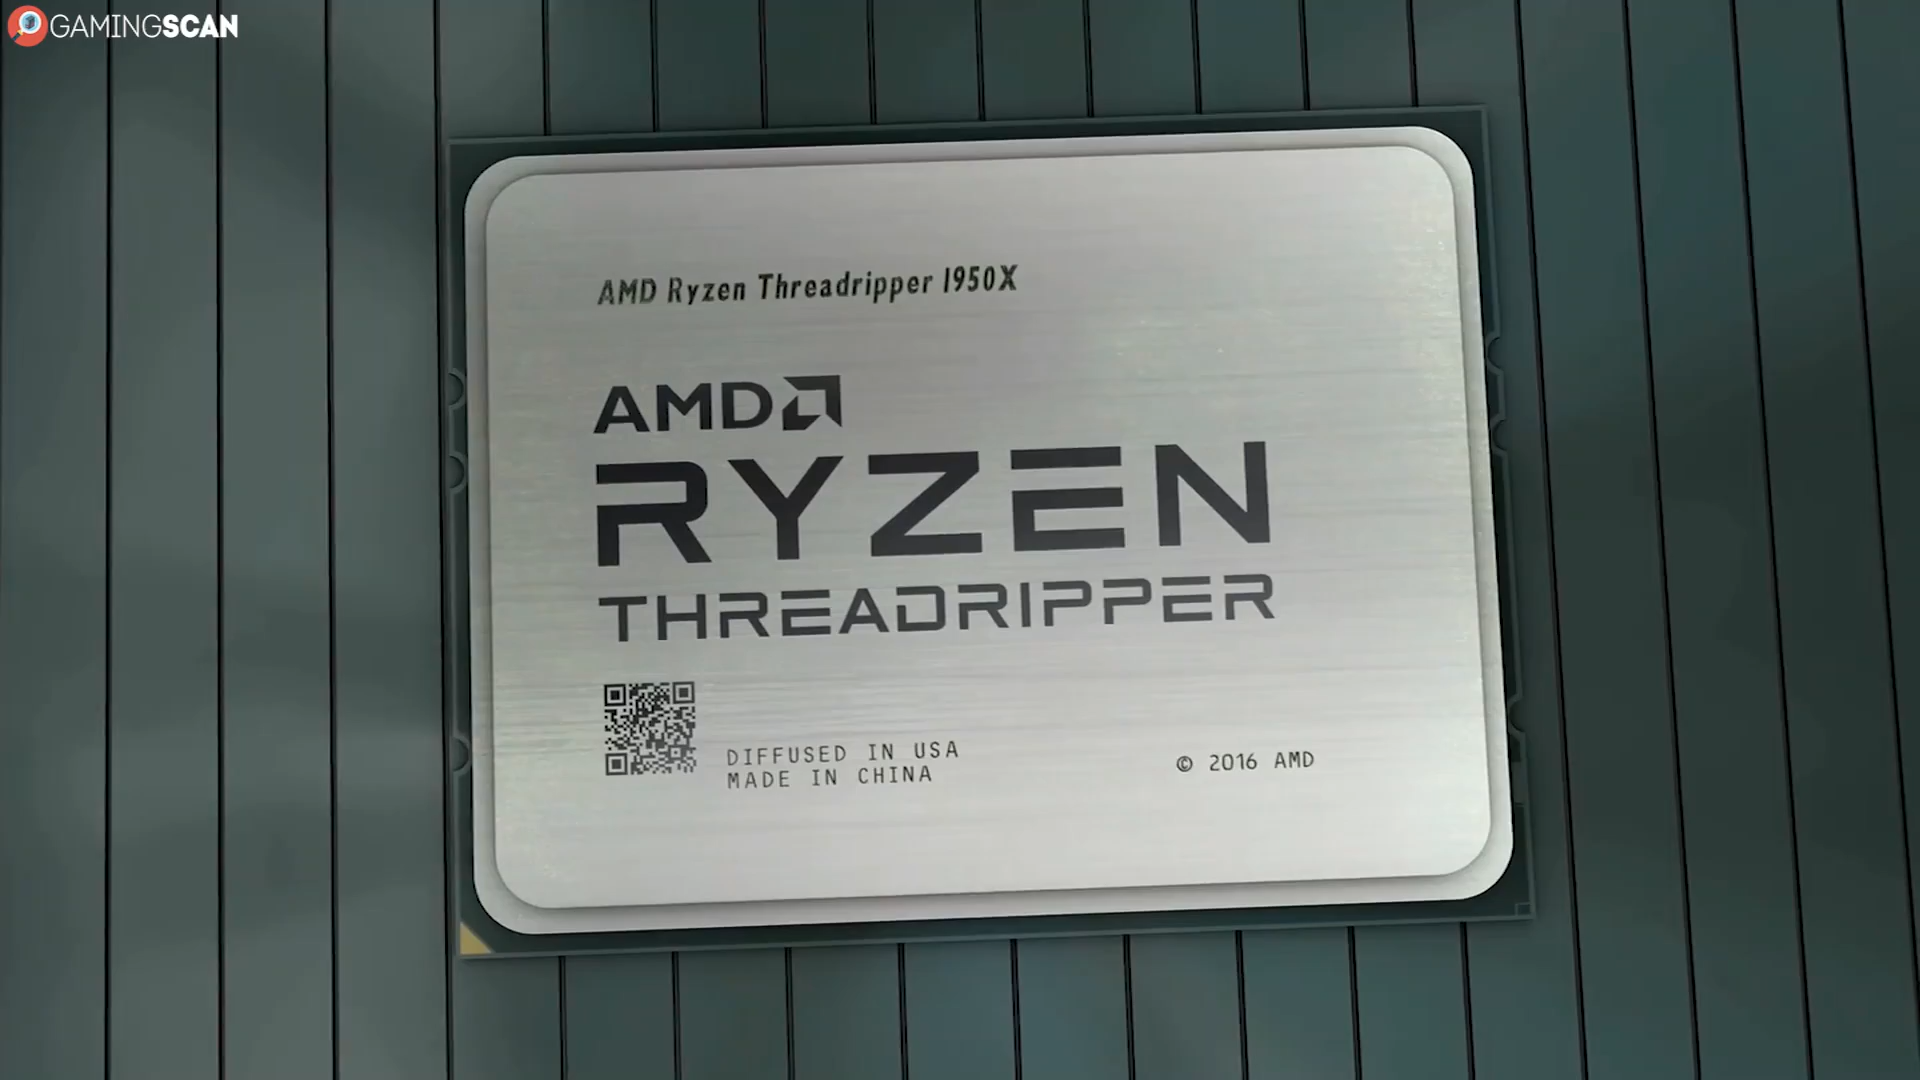 GAMINGSCAN
AMD Ryzen Threadripper 1950X
AMD
RYZEN
THREADRIPPER
DIFFUSED IN USA
MADE IN CHINA
© 2016 AMD